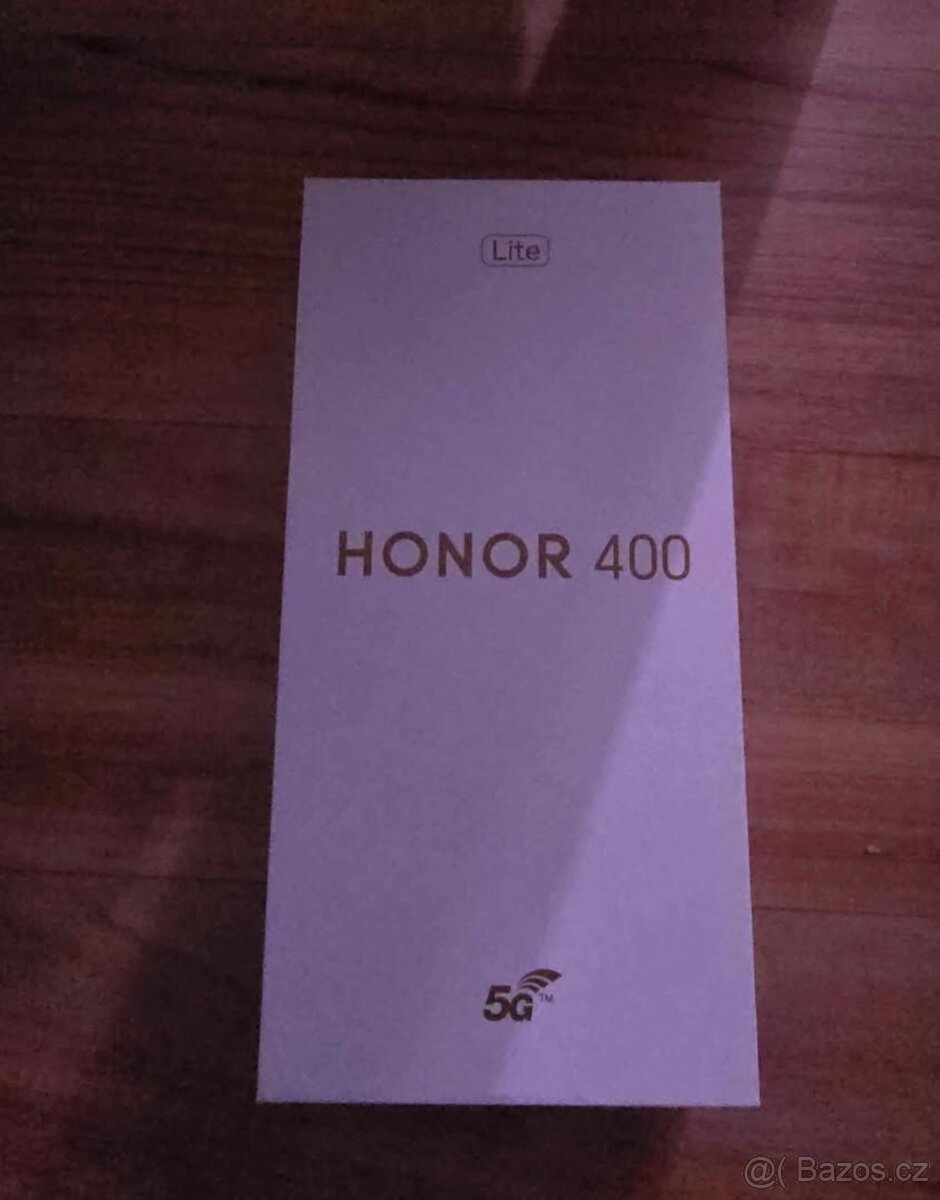 Lite
HONOR 400
5G™
@( Bazos.cz